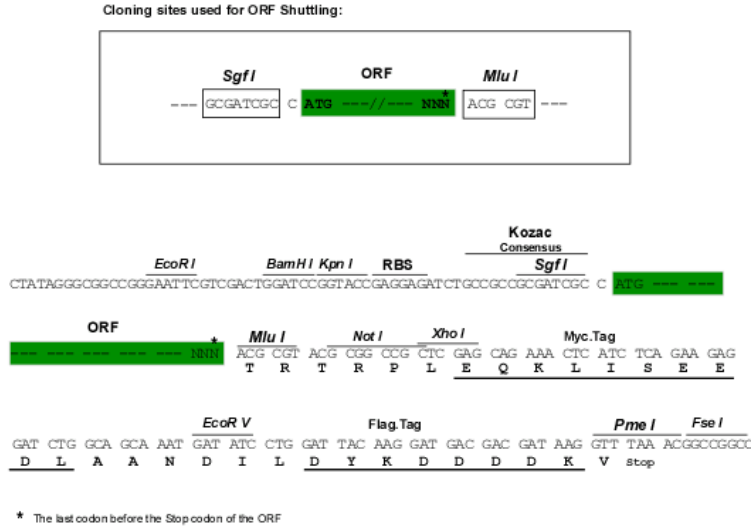 Cloning sites used for ORF Shuttling:
Sgf I ORF Mlu I
--- GCGATCGC C ATG ---//--- NNN* ACG CGT ---
Kozac
Consensus
EcoR I BamH I Kpn I RBS Sgf I
CTATAGGGCGGCCGGGAATTCGTCGACTGGATCCGGTACCGAGGAGATCTGCCGCCGCGATCGC C ATG --- ---
ORF Mlu I Not I Xho I Myc.Tag
--- --- --- --- --- --- NNN* ACG CGT ACG CGG CCG CTC GAG CAG AAA CTC ATC TCA GAA GAG
T R T R P L E Q K L I S E E
EcoR V Flag.Tag Pme I Fse I
GAT CTG GCA GCA AAT GAT ATC CTG GAT TAC AAG GAT GAC GAC GAT AAG GTT TAA ACGGCCGGCC
D L A A N D I L D Y K D D D D K V Stop
* The last codon before the Stop codon of the ORF